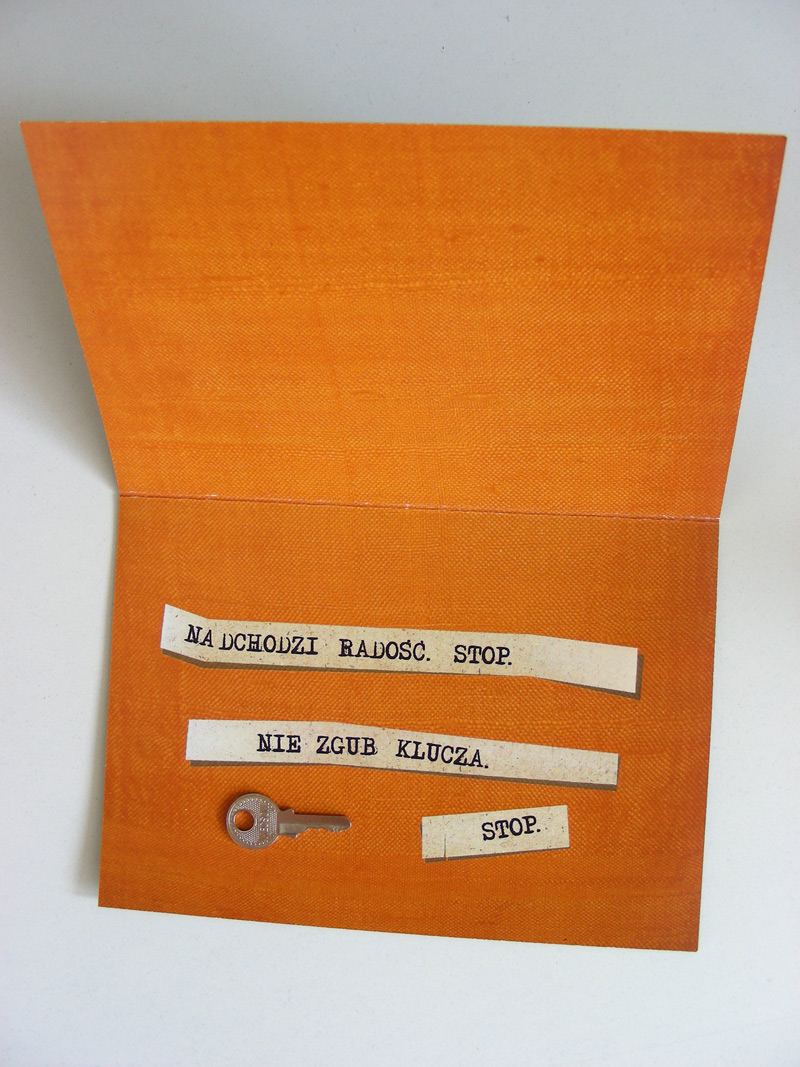 NADCHODZI RADOŚĆ. STOP.
NIE ZGUB KLUCZA.
STOP.